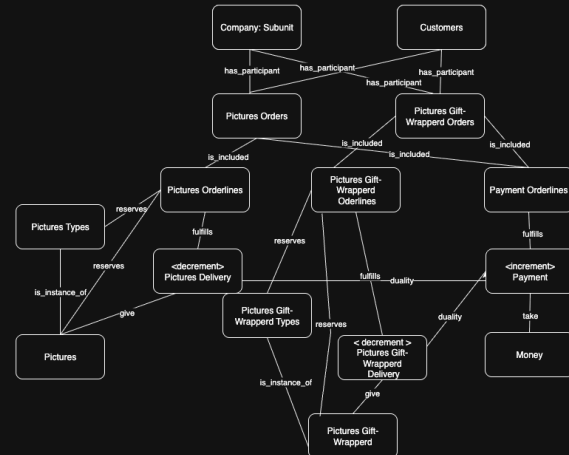 Company: Subunit
Customers
has_participant
has_participant
has_participant
has_participant
Pictures Orders
Pictures Gift-
Wrapperd Orders
is_included
is_included
is_included
is_included
Pictures Orderlines
Pictures Gift-
Wrapperd
Oderlines
Payment Orderlines
Pictures Types
reserves
reserves
reserves
fulfills
fulfills
fulfills
<decrement>
Pictures Delivery
duality
<increment>
Payment
is_instance_of
give
Pictures Gift-
Wrapperd Types
reserves
duality
take
Pictures
< decrement >
Pictures Gift-
Wrapperd
Delivery
Money
is_instance_of
give
Pictures Gift-
Wrapperd